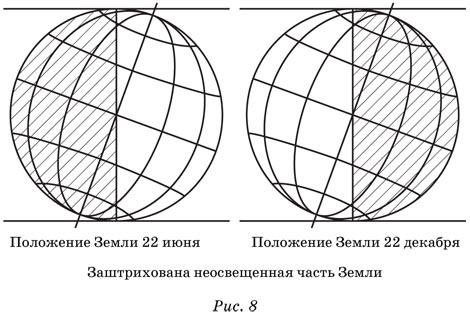 Положение Земли 22 июня
Положение Земли 22 декабря
Заштрихована неосвещенная часть Земли
Рис. 8